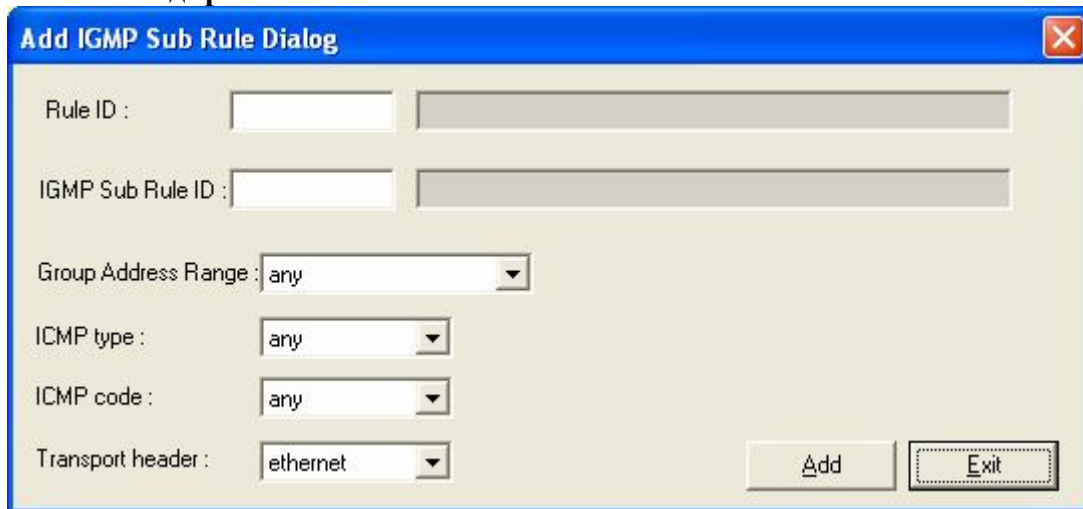 Add IGMP Sub Rule Dialog
Rule ID :
IGMP Sub Rule ID :
Group Address Range : any
ICMP type : any
ICMP code : any
Transport header : ethernet
Add Exit